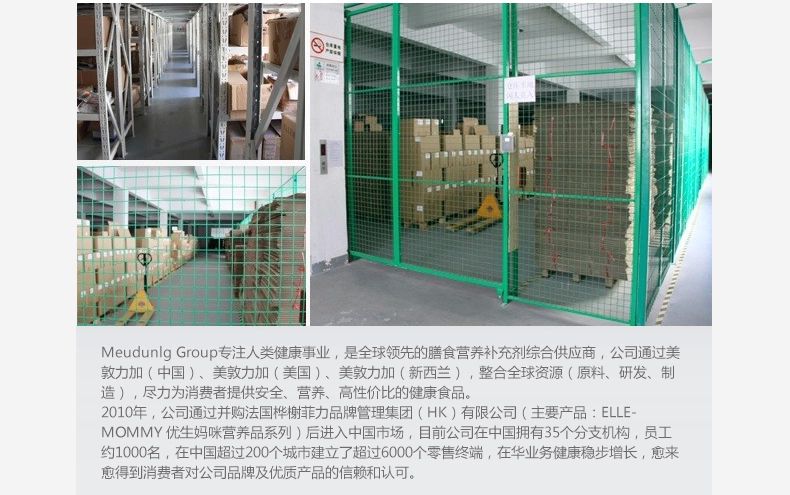 Meudunlg Group专注人类健康事业，是全球领先的膳食营养补充剂综合供应商，公司通过美
敦力加（中国）、美敦力加（美国）、美敦力加（新西兰），整合全球资源（原料、研发、制
造），尽力为消费者提供安全、营养、高性价比的健康食品。
2010年，公司通过并购法国桦榭菲力品牌管理集团（HK）有限公司（主要产品：ELLE-
MOMMY 优生妈咪营养品系列）后进入中国市场，目前公司在中国拥有35个分支机构，员工
约1000名，在中国超过200个城市建立了超过6000个零售终端，在华业务健康稳步增长，愈来
愈得到消费者对公司品牌及优质产品的信赖和认可。